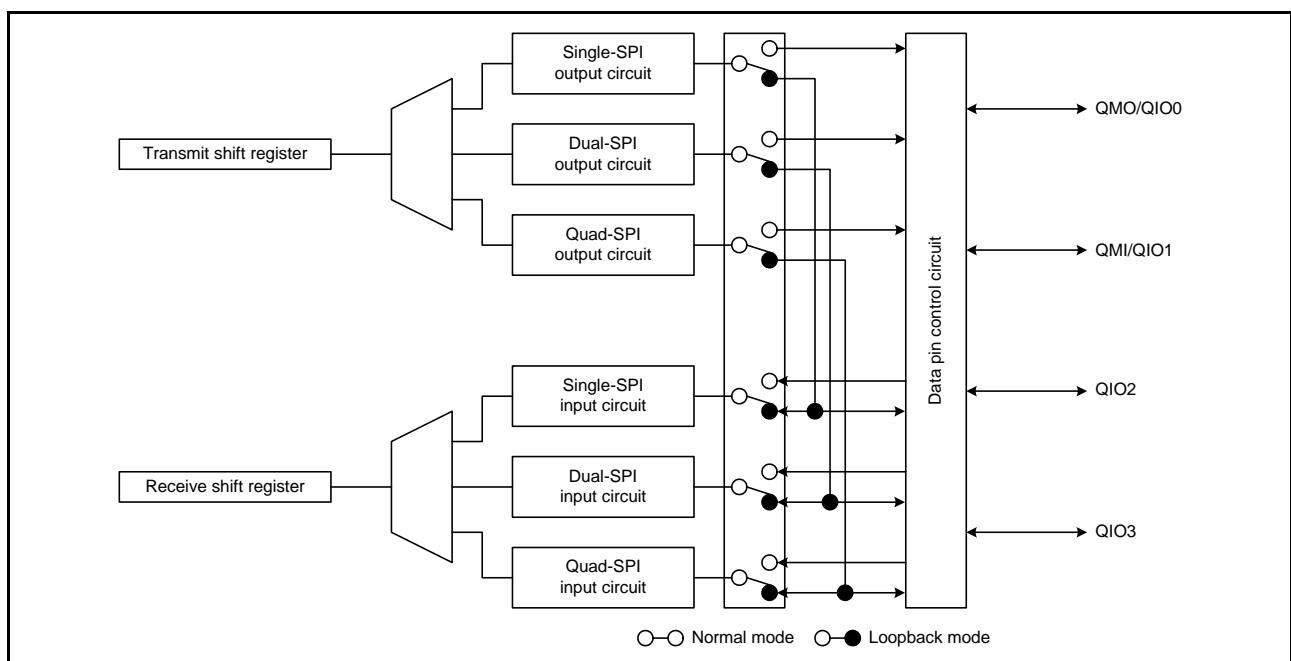 Single-SPI
output circuit
QMO/QIO0
Transmit shift register
Dual-SPI
output circuit
Quad-SPI
output circuit
QMI/QIO1
Data pin control circuit
Single-SPI
input circuit
QIO2
Receive shift register
Dual-SPI
input circuit
QIO3
Quad-SPI
input circuit
Normal mode
Loopback mode